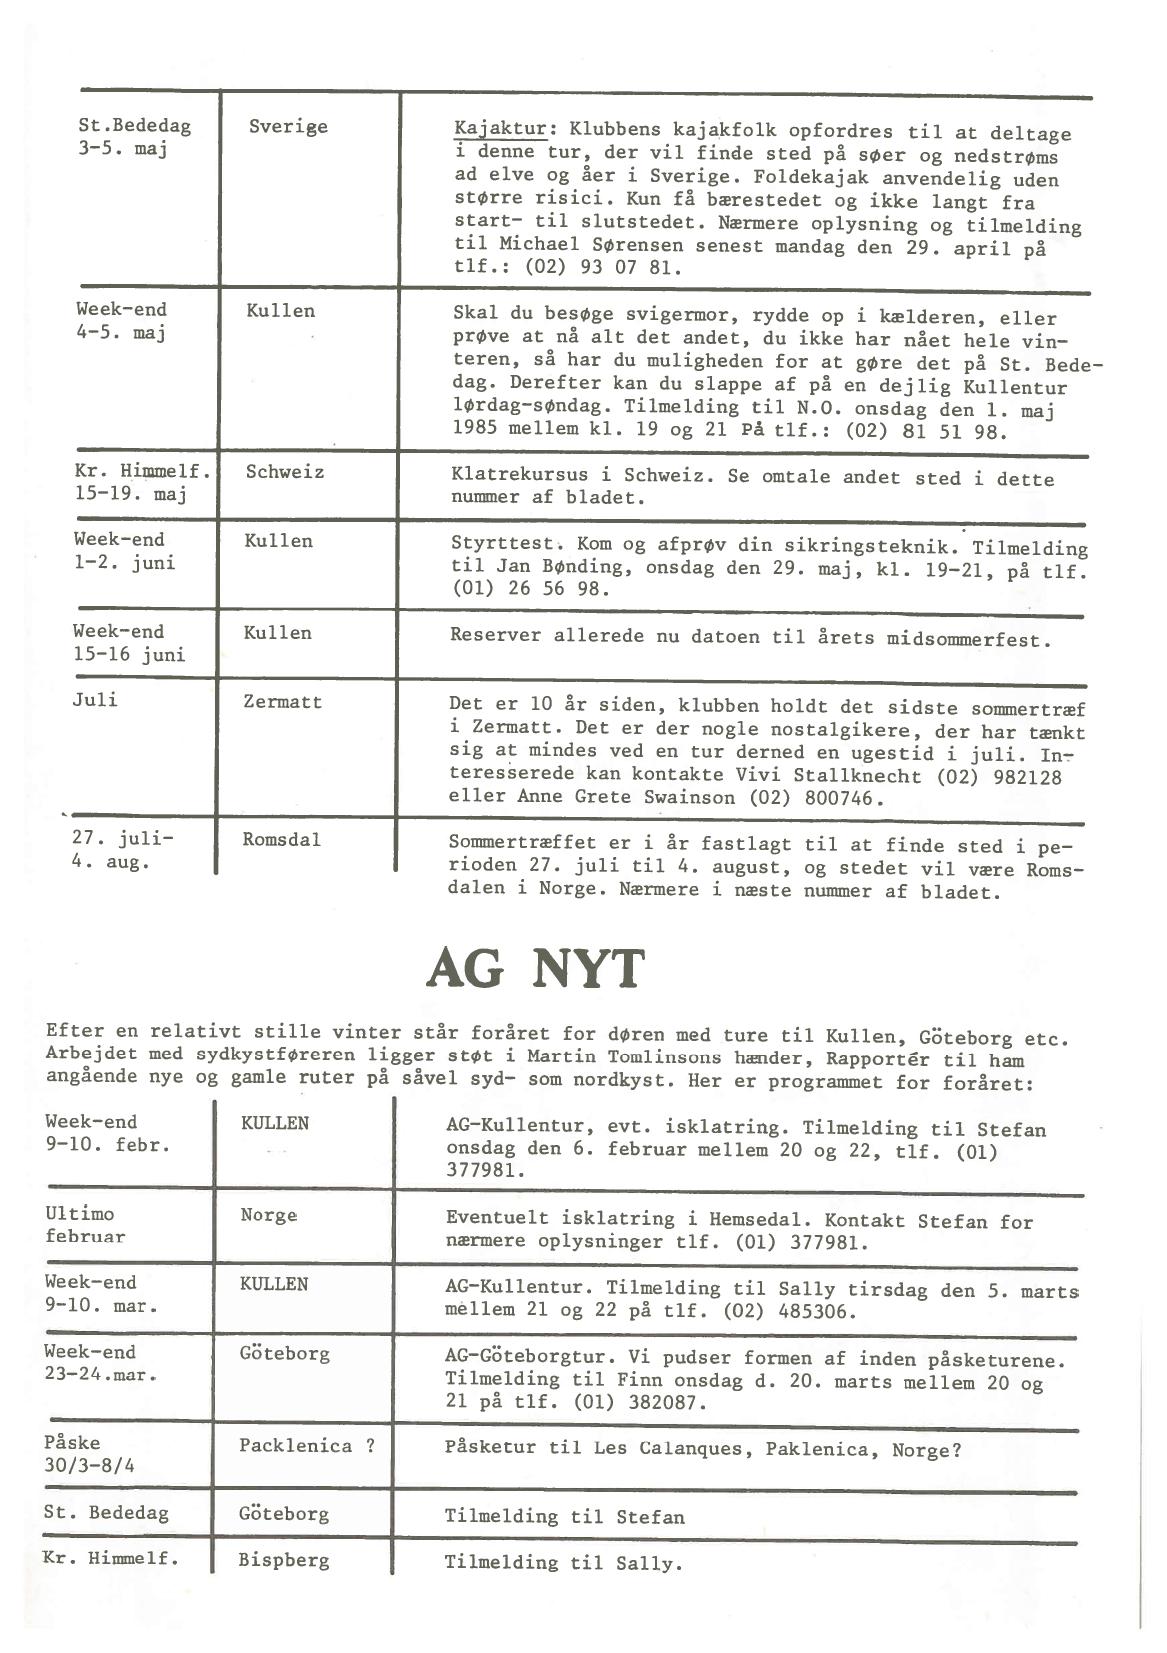 St.Bededag Sverige Kajaktur: Klubbens kajakfolk opfordres til at deltage
3-5. maj i denne tur, der vil finde sted på søer og nedstrøms
ad elve og åer i Sverige. Foldekajak anvendelig uden
større risici. Kun få bærestedet og ikke langt fra
start- til slutstedet. Nærmere oplysning og tilmelding
til Michael Sørensen senest mandag den 29. april på
tlf.: (02) 93 07 81.
Week-end Kullen Skal du besøge svigermor, rydde op i kælderen, eller
4-5. maj prøve at nå alt det andet, du ikke har nået hele vin-
teren, så har du muligheden for at gøre det på St. Bede-
dag. Derefter kan du slappe af på en dejlig Kullentur
lørdag-søndag. Tilmelding til N.O. onsdag den 1. maj
1985 mellem kl. 19 og 21 På tlf.: (02) 81 51 98.
Kr. Himmelf. Schweiz Klatrekursus i Schweiz. Se omtale andet sted i dette
15-19. maj nummer af bladet.
Week-end Kullen Styrttest. Kom og afprøv din sikringsteknik. Tilmelding
1-2. juni til Jan Bønding, onsdag den 29. maj, kl. 19-21, på tlf.
(01) 26 56 98.
Week-end Kullen Reserver allerede nu datoen til årets midsommerfest.
15-16 juni
Juli Zermatt Det er 10 år siden, klubben holdt det sidste sommertræf
i Zermatt. Det er der nogle nostalgikere, der har tænkt
sig at mindes ved en tur derned en ugestid i juli. In-
teresserede kan kontakte Vivi Stallknecht (02) 982128
eller Anne Grete Swainson (02) 800746.
27. juli- Romsdal Sommertræffet er i år fastlagt til at finde sted i pe-
4. aug. rioden 27. juli til 4. august, og stedet vil være Roms-
dalen i Norge. Nærmere i næste nummer af bladet.
AG NYT
Efter en relativt stille vinter står foråret for døren med ture til Kullen, Göteborg etc.
Arbejdet med sydkystføreren ligger støt i Martin Tomlinsons hænder, Rapportér til ham
angående nye og gamle ruter på såvel syd- som nordkyst. Her er programmet for foråret:
Week-end KULLEN AG-Kullentur, evt. isklatring. Tilmelding til Stefan
9-10. febr. onsdag den 6. februar mellem 20 og 22, tlf. (01)
377981.
Ultimo Norge Eventuelt isklatring i Hemsedal. Kontakt Stefan for
februar nærmere oplysninger tlf. (01) 377981.
Week-end KULLEN AG-Kullentur. Tilmelding til Sally tirsdag den 5. marts
9-10. mar. mellem 21 og 22 på tlf. (02) 485306.
Week-end Göteborg AG-Göteborgtur. Vi pudser formen af inden påsketurene.
23-24.mar. Tilmelding til Finn onsdag d. 20. marts mellem 20 og
21 på tlf. (01) 382087.
Påske Packlenica ? Påsketur til Les Calanques, Paklenica, Norge?
30/3-8/4
St. Bededag Göteborg Tilmelding til Stefan
Kr. Himmelf. Bispberg Tilmelding til Sally.